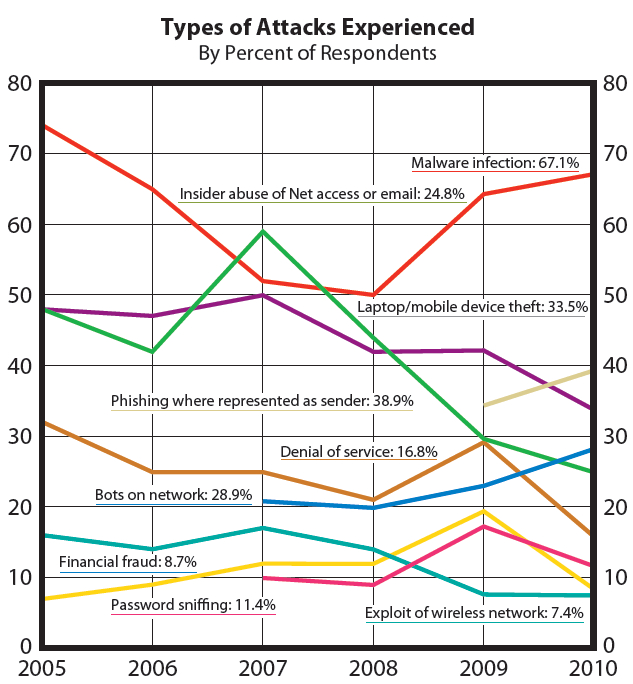 Types of Attacks Experienced
By Percent of Respondents
80 80
70 70
Malware infection: 67.1%
Insider abuse of Net access or email: 24.8%
60 60
50 50
Laptop/mobile device theft: 33.5%
40 40
Phishing where represented as sender: 38.9%
30 30
Denial of service: 16.8%
Bots on network: 28.9%
20 20
Financial fraud: 8.7%
10 10
Password sniffing: 11.4%
Exploit of wireless network: 7.4%
0 0
2005 2006 2007 2008 2009 2010